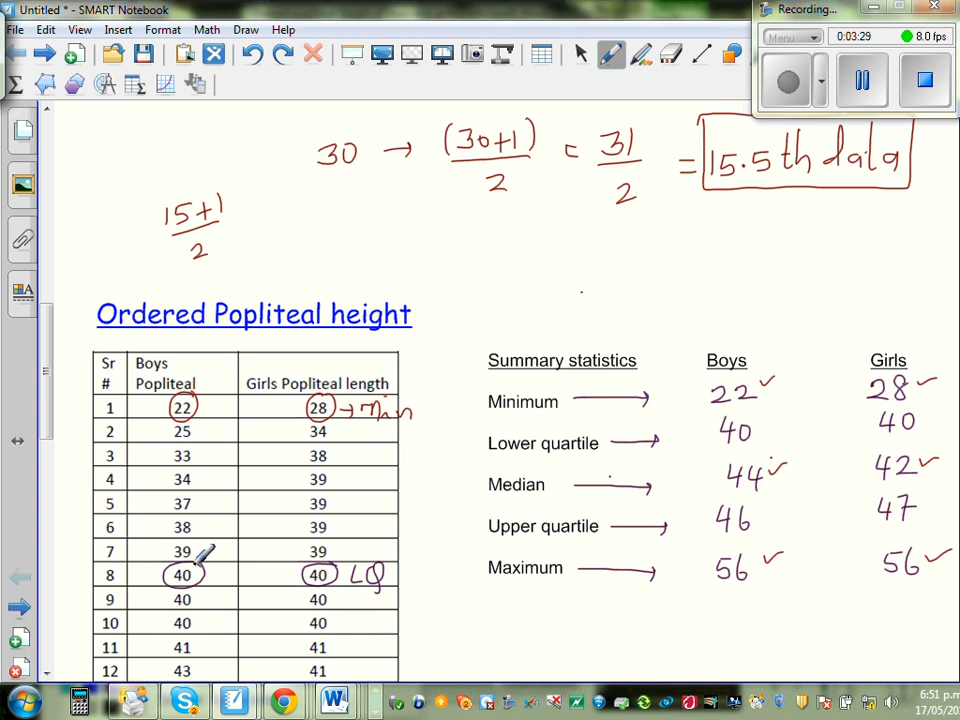 Untitled * - SMART Notebook
Recording...
File Edit View Insert Format Math Draw Help
Menu 0:03:29 8.0 fps
30 → (30+1)/2 = 31/2 = 15.5 th data
15+1
2
Ordered Popliteal height
Sr # Boys Popliteal Girls Popliteal length
1 22 28 → Min
2 25 34
3 33 38
4 34 39
5 37 39
6 38 39
7 39 39
8 40 40 LQ
9 40 40
10 40 40
11 41 41
12 43 41
Summary statistics Boys Girls
Minimum → 22 ✓ 28 ✓
Lower quartile → 40 40
Median → 44 ✓ 42 ✓
Upper quartile → 46 47
Maximum → 56 ✓ 56 ✓
6:51 p.m
17/05/20